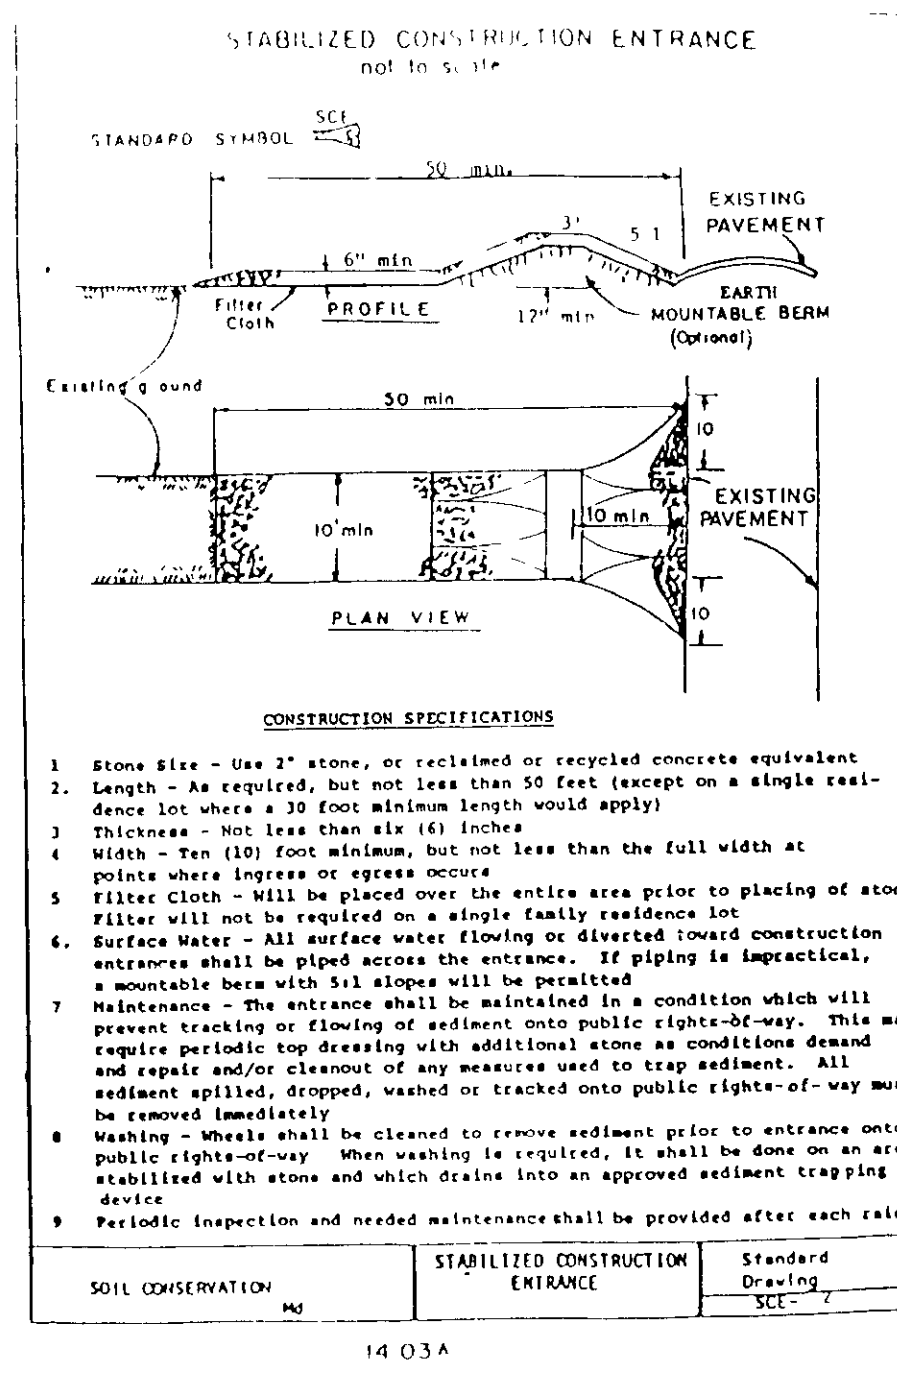 STABILIZED CONSTRUCTION ENTRANCE
not to scale
SCE
STANDARD SYMBOL
50 min.
EXISTING
PAVEMENT
3'
5 1
6" min
Filter
Cloth
PROFILE
12" min
EARTH
MOUNTABLE BERM
(Optional)
Existing g ound
50 min
10
10' min
10 min
EXISTING
PAVEMENT
10
PLAN VIEW
CONSTRUCTION SPECIFICATIONS
1 Stone Size - Use 2" stone, or reclaimed or recycled concrete equivalent
2. Length - As required, but not less than 50 feet (except on a single resi-
dence lot where a 30 foot minimum length would apply)
3 Thickness - Not less than six (6) inches
4 Width - Ten (10) foot minimum, but not less than the full width at
points where ingress or egress occurs
5 Filter Cloth - Will be placed over the entire area prior to placing of stor
Filter will not be required on a single family residence lot
6. Surface Water - All surface water flowing or diverted toward construction
entrances shall be piped across the entrance. If piping is impractical,
a mountable berm with 5:1 slopes will be permitted
7 Maintenance - The entrance shall be maintained in a condition which will
prevent tracking or flowing of sediment onto public rights-of-way. This ma
require periodic top dressing with additional stone as conditions demand
and repair and/or cleanout of any measures used to trap sediment. All
sediment spilled, dropped, washed or tracked onto public rights-of-way mus
be removed immediately
8 Washing - Wheels shall be cleaned to remove sediment prior to entrance onto
public rights-of-way When washing is required, it shall be done on an are
stabilized with stone and which drains into an approved sediment trapping
device
9 Periodic inspection and needed maintenance shall be provided after each rai
SOIL CONSERVATION
Md
STABILIZED CONSTRUCTION
ENTRANCE
Standard
Drawing
SCE- 2
14 03A